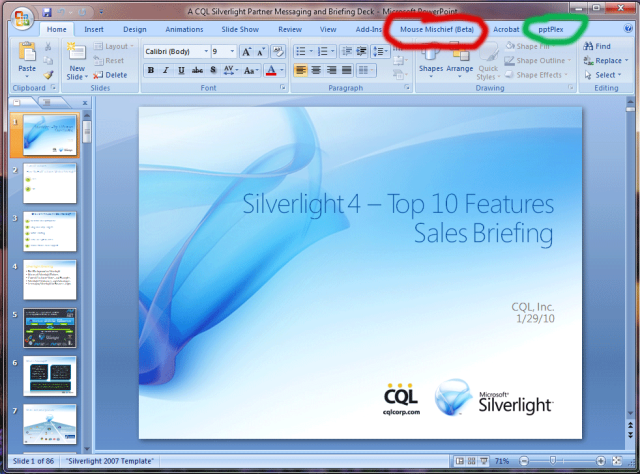 A CQL Silverlight Partner Messaging and Briefing Deck - Microsoft PowerPoint
Home Insert Design Animations Slide Show Review View Add-Ins Mouse Mischief (Beta) Acrobat pptPlex
Paste
New
Slide
Layout
Reset
Delete
Calibri (Body) 9
B I U abc S AV Aa A
Shapes Arrange Quick
Styles
Shape Fill
Shape Outline
Shape Effects
Find
Replace
Select
Clipboard Slides Font Paragraph Drawing Editing
1
2
3
4
5
6
7
Silverlight 4 – Top 10 Features
Sales Briefing
CQL, Inc.
1/29/10
CQL
cqlcorp.com
Microsoft®
Silverlight™
Slide 1 of 86 "Silverlight 2007 Template" 71%